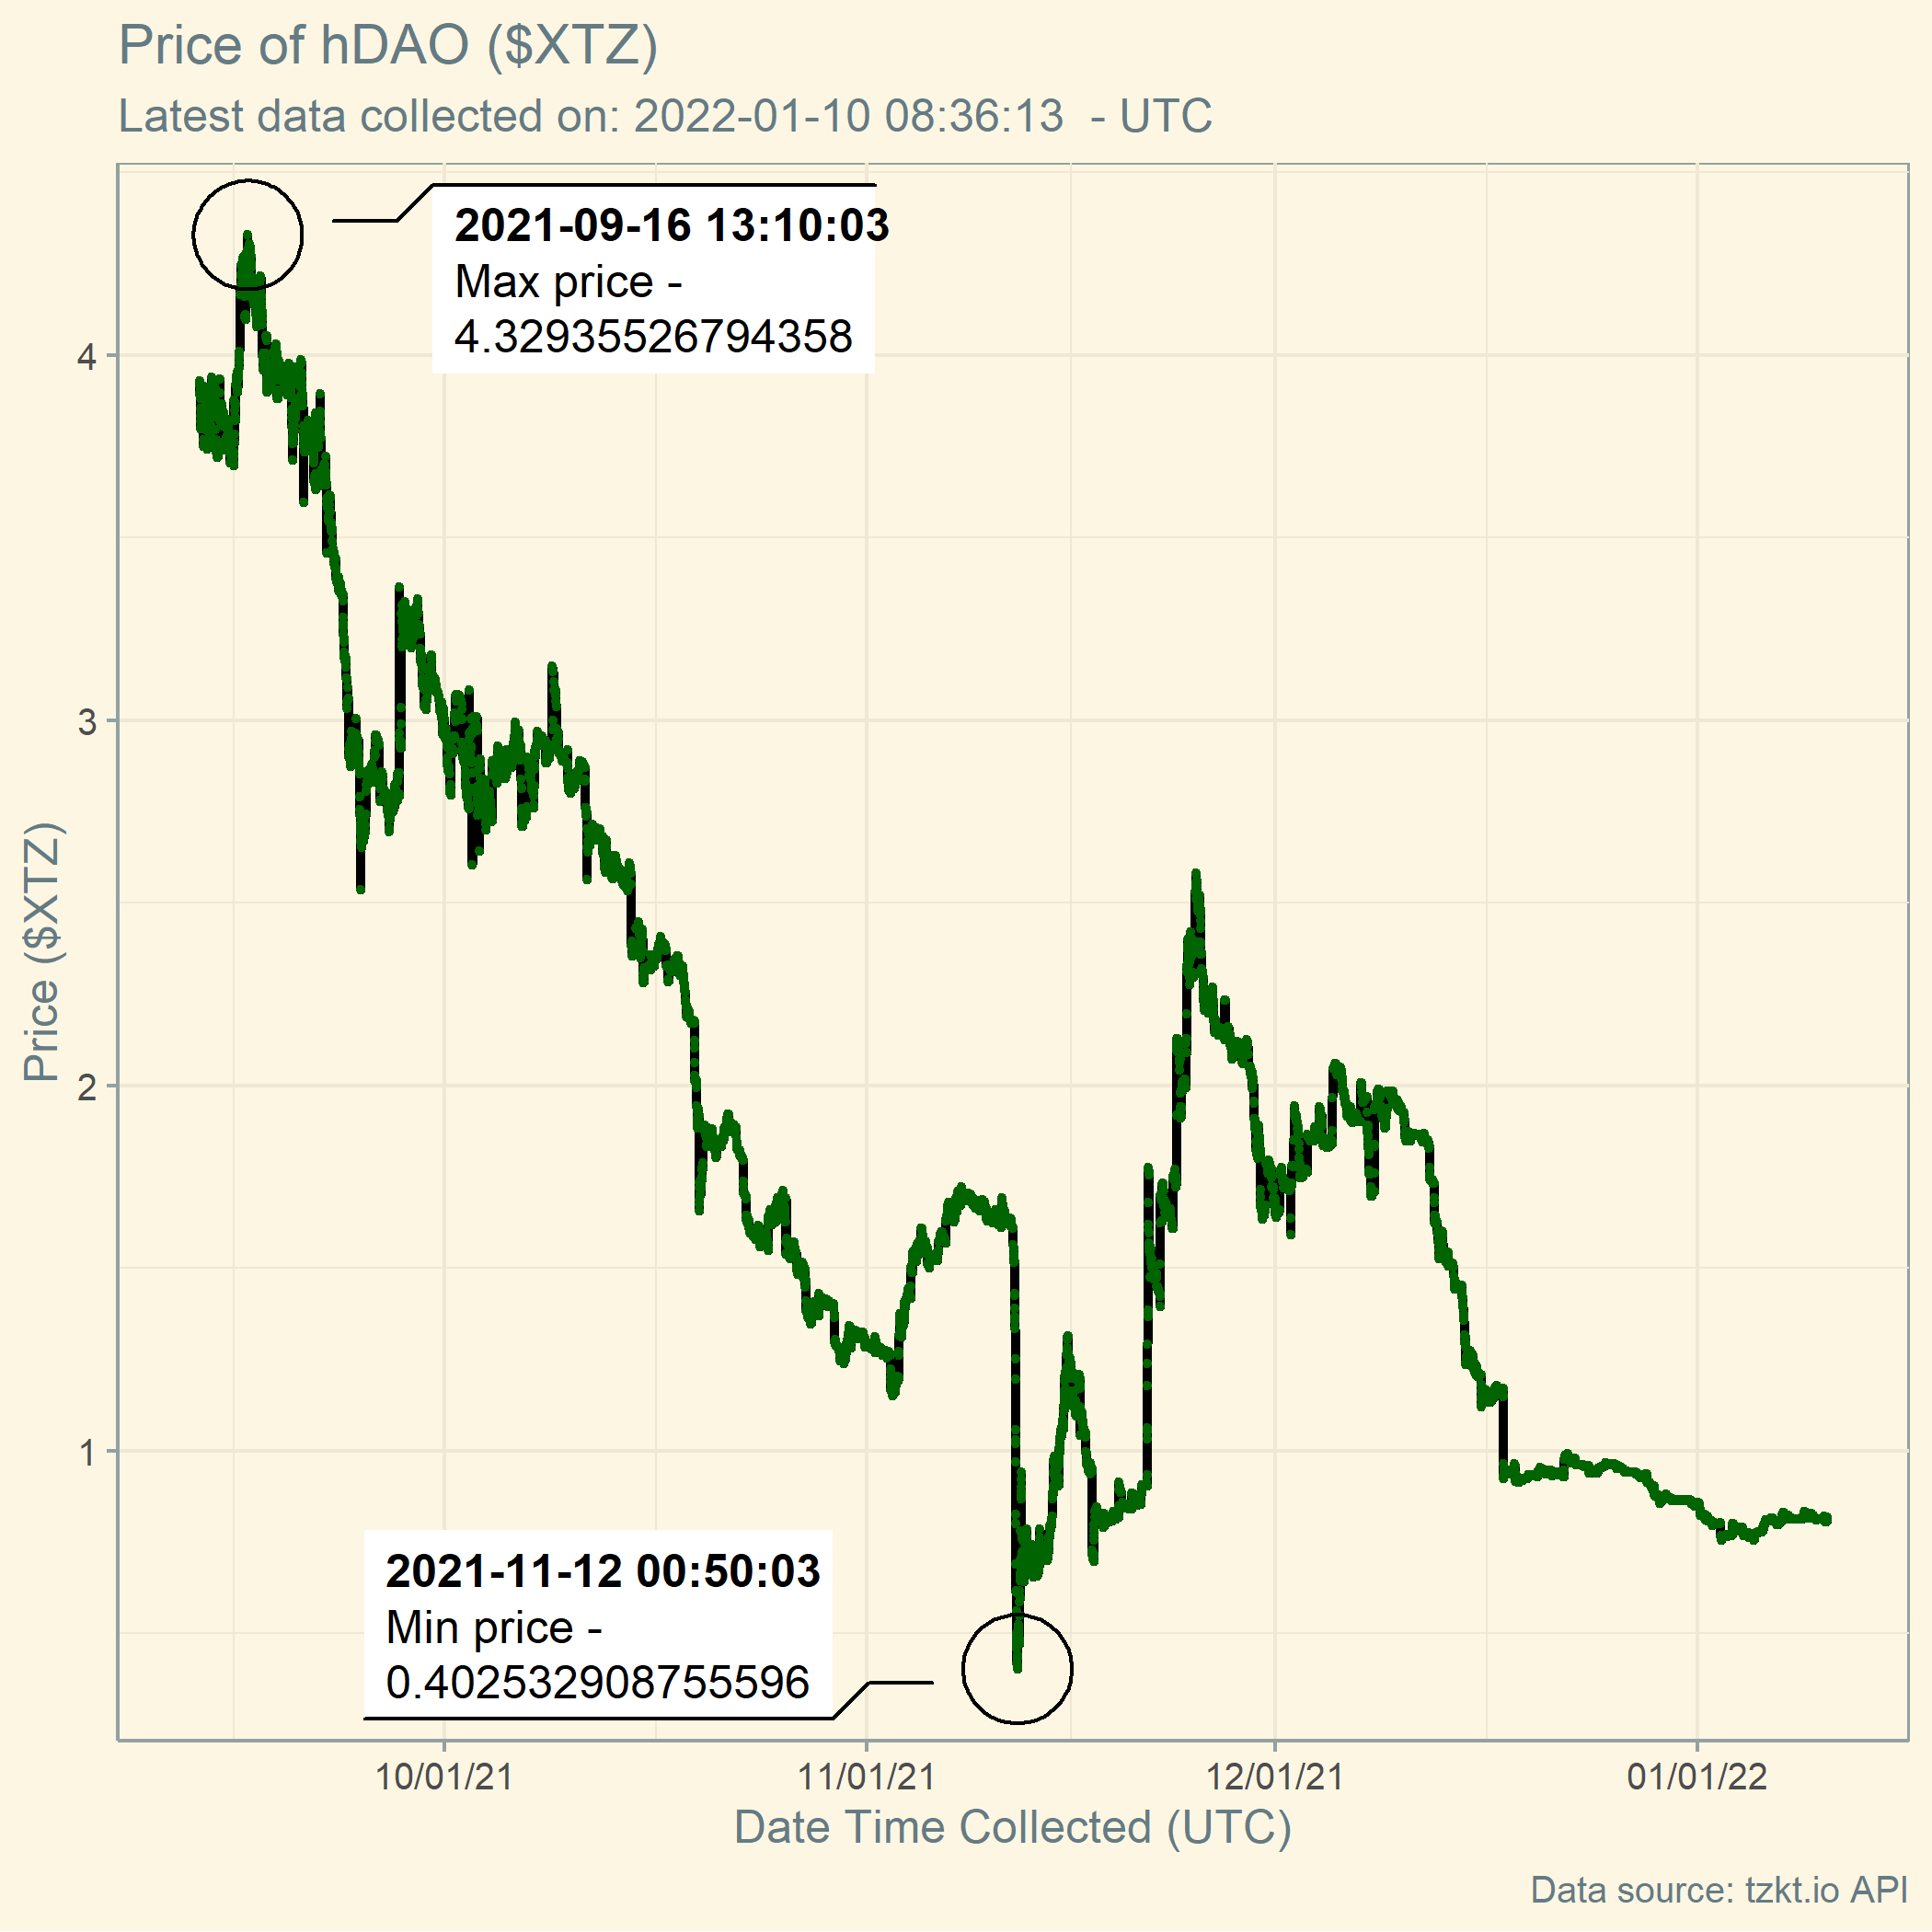 Price of hDAO ($XTZ)
Latest data collected on: 2022-01-10 08:36:13  - UTC
2021-09-16 13:10:03
Max price -
4.32935526794358
4
3
2
1
Price ($XTZ)
2021-11-12 00:50:03
Min price -
0.402532908755596
10/01/21
11/01/21
12/01/21
01/01/22
Date Time Collected (UTC)
Data source: tzkt.io API